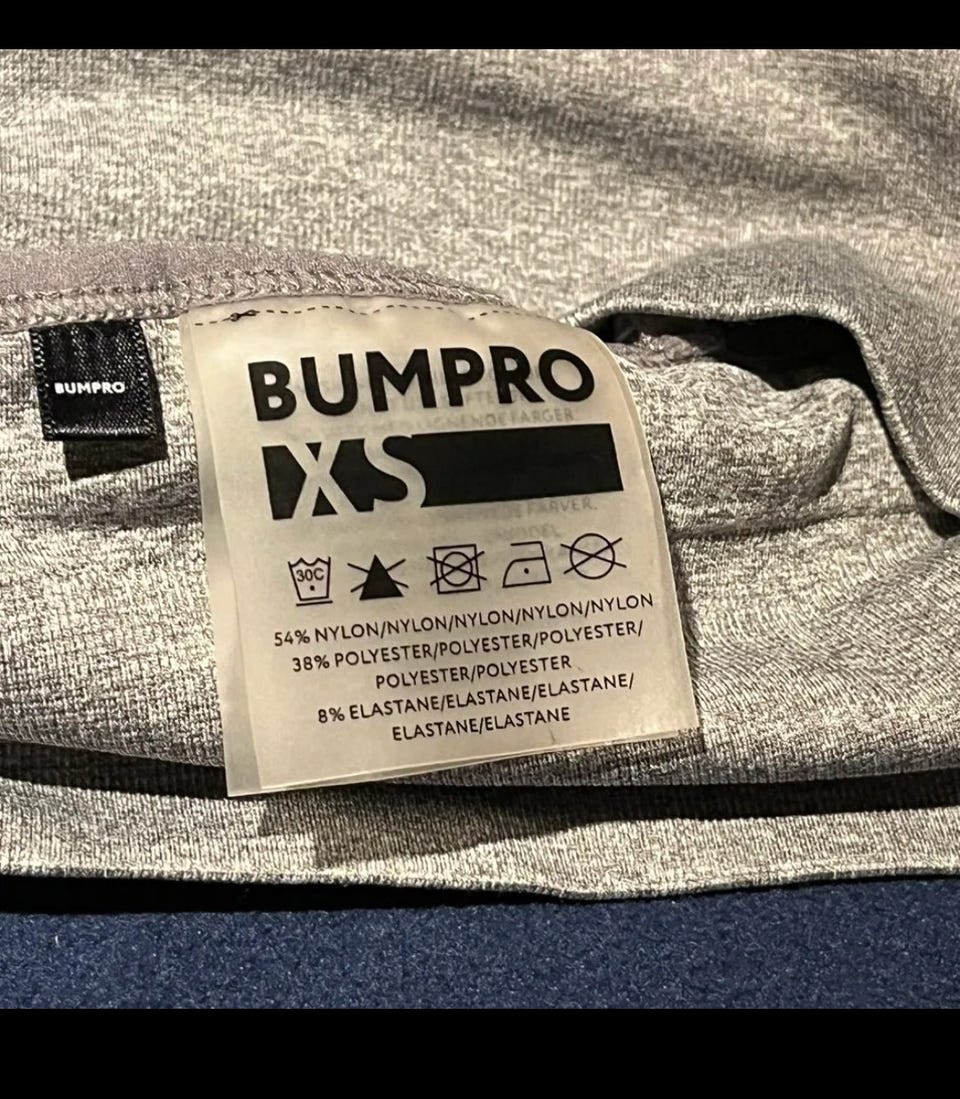 BUMPRO
BUMPRO
XS
30C
54% NYLON/NYLON/NYLON/NYLON/NYLON
38% POLYESTER/POLYESTER/POLYESTER/
POLYESTER/POLYESTER
8% ELASTANE/ELASTANE/ELASTANE/
ELASTANE/ELASTANE